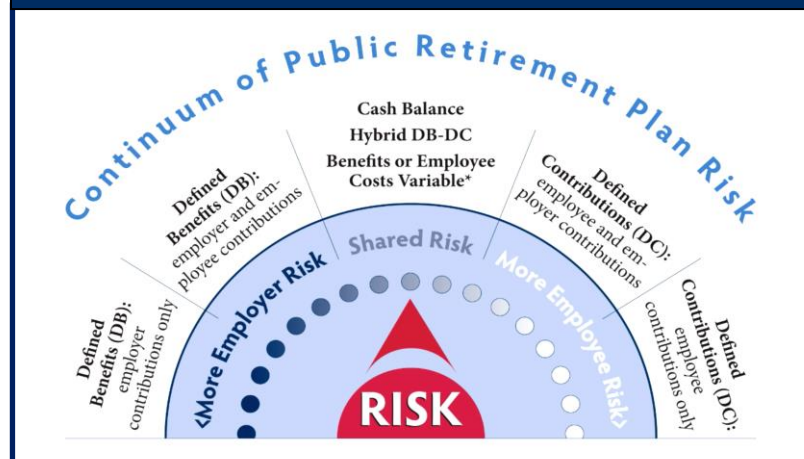 Continuum of Public Retirement Plan Risk
Defined
Benefits (DB):
employer
contributions only
Defined
Benefits (DB):
employer and em-
ployee contributions
Cash Balance
Hybrid DB-DC
Benefits or Employee
Costs Variable*
Defined
Contributions (DC):
employee and em-
ployer contributions
Defined
Contributions (DC):
employee
contributions only
<More Employer Risk
Shared Risk
More Employee Risk>
RISK